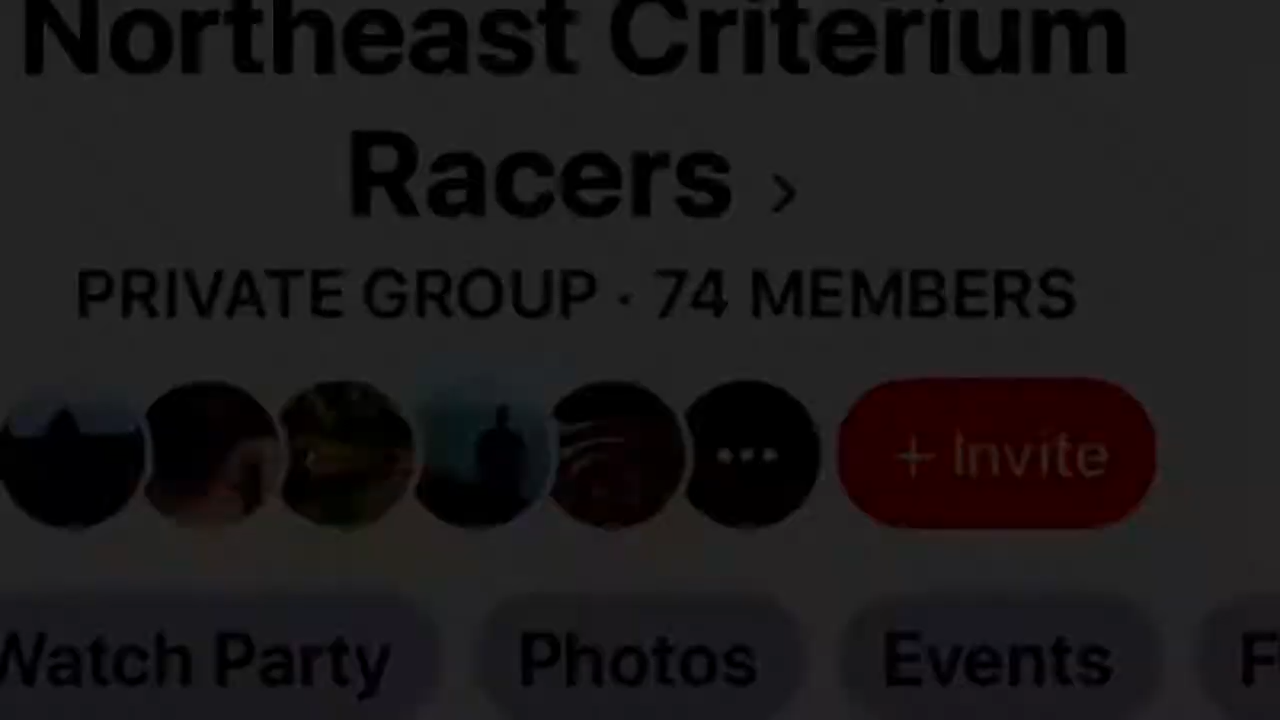 Northeast Criterium
Racers ›
PRIVATE GROUP · 74 MEMBERS
+ Invite
Watch Party Photos Events